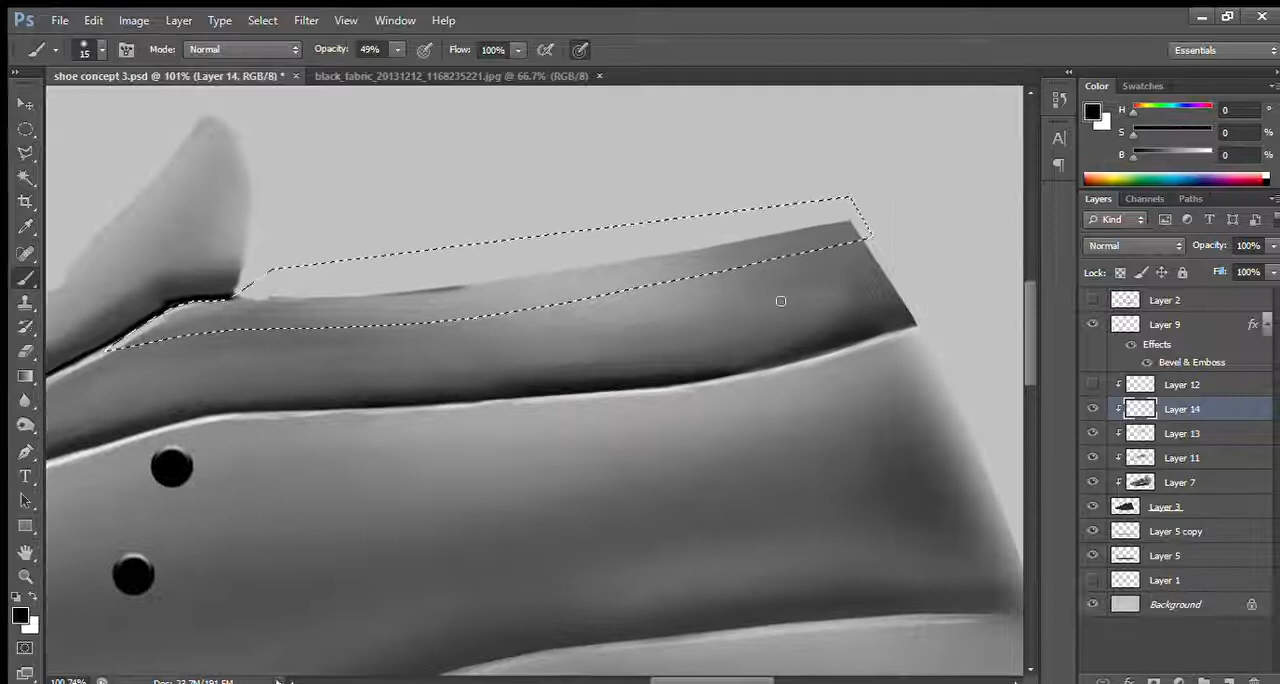 Ps File Edit Image Layer Type Select Filter View Window Help
15 Mode: Normal Opacity: 49% Flow: 100% Essentials
shoe concept 3.psd @ 101% (Layer 14, RGB/8) * × black_fabric_20131212_1168235221.jpg @ 66.7% (RGB/8) ×
Color Swatches
H 0 °
S 0 %
B 0 %
Layers Channels Paths
Kind T
Normal Opacity: 100%
Lock: Fill: 100%
Layer 2
Layer 9 fx
Effects
Bevel & Emboss
Layer 12
Layer 14
Layer 13
Layer 11
Layer 7
Layer 3
Layer 5 copy
Layer 5
Layer 1
Background